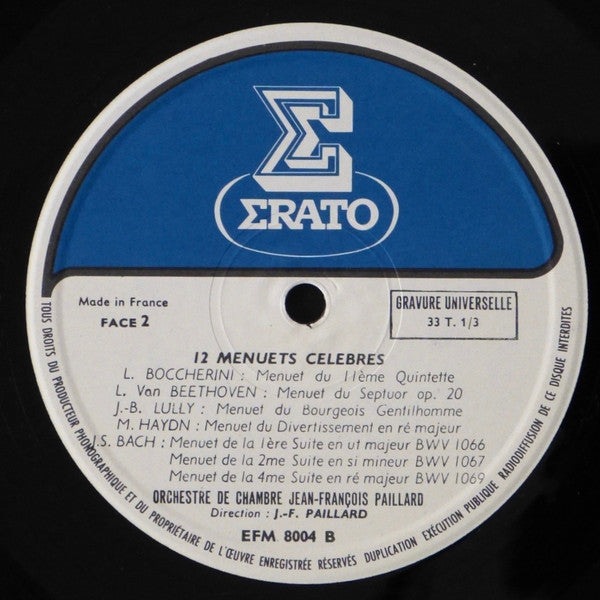 Σ
ΣRATO
Made in France
FACE 2
GRAVURE UNIVERSELLE
33 T. 1/3
12 MENUETS CELEBRES
L. BOCCHERINI : Menuet du 11ème Quintette
L. Van BEETHOVEN : Menuet du Septuor op. 20
J.-B. LULLY : Menuet du Bourgeois Gentilhomme
M. HAYDN : Menuet du Divertissement en ré majeur
J.S. BACH : Menuet de la 1ère Suite en ut majeur BWV 1066
Menuet de la 2me Suite en si mineur BWV 1067
Menuet de la 4me Suite en ré majeur BWV 1069
ORCHESTRE DE CHAMBRE JEAN-FRANÇOIS PAILLARD
Direction : J.-F. PAILLARD
EFM 8004 B
TOUS DROITS DU PRODUCTEUR PHONOGRAPHIQUE ET DU PROPRIÉTAIRE DE L'ŒUVRE ENREGISTRÉE RÉSERVÉS DUPLICATION EXÉCUTION PUBLIQUE RADIODIFFUSION DE CE DISQUE INTERDITES